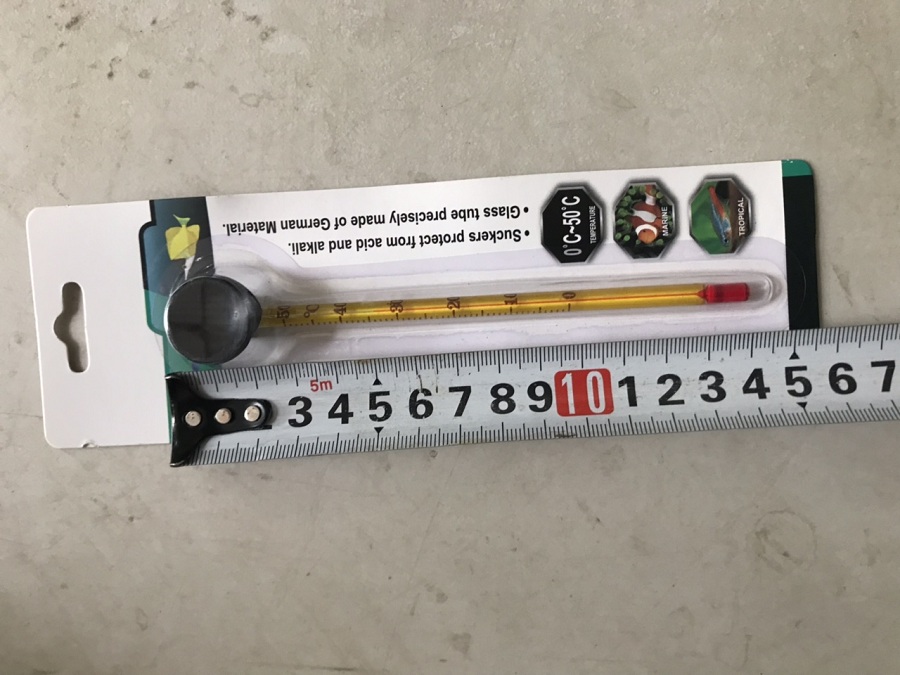 • Suckers protect from acid and alkali.
• Glass tube precisely made of German Material.
0°C~50°C
TEMPERATURE
MARINE
TROPICAL
50 °C 40 30 20 10 0
5m
3 4 5 6 7 8 9 10 1 2 3 4 5 6 7